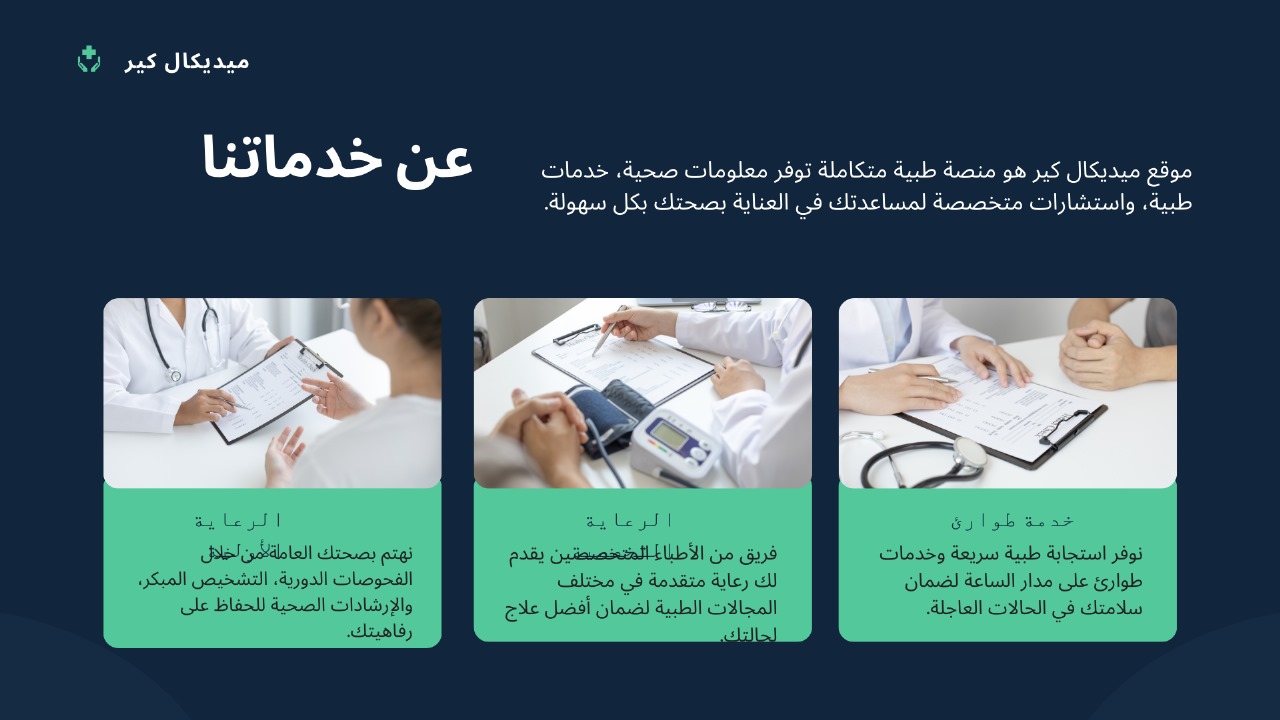 ميديكال كير
عن خدماتنا
موقع ميديكال كير هو منصة طبية متكاملة توفر معلومات صحية، خدمات
طبية، واستشارات متخصصة لمساعدتك في العناية بصحتك بكل سهولة.
خدمة طوارئ
نوفر استجابة طبية سريعة وخدمات
طوارئ على مدار الساعة لضمان
سلامتك في الحالات العاجلة.
الرعاية
فريق من الأطباء المتخصصين يقدم
لك رعاية متقدمة في مختلف
المجالات الطبية لضمان أفضل علاج
لحالتك.
الرعاية
نهتم بصحتك العامة من خلال
الفحوصات الدورية، التشخيص المبكر،
والإرشادات الصحية للحفاظ على
رفاهيتك.